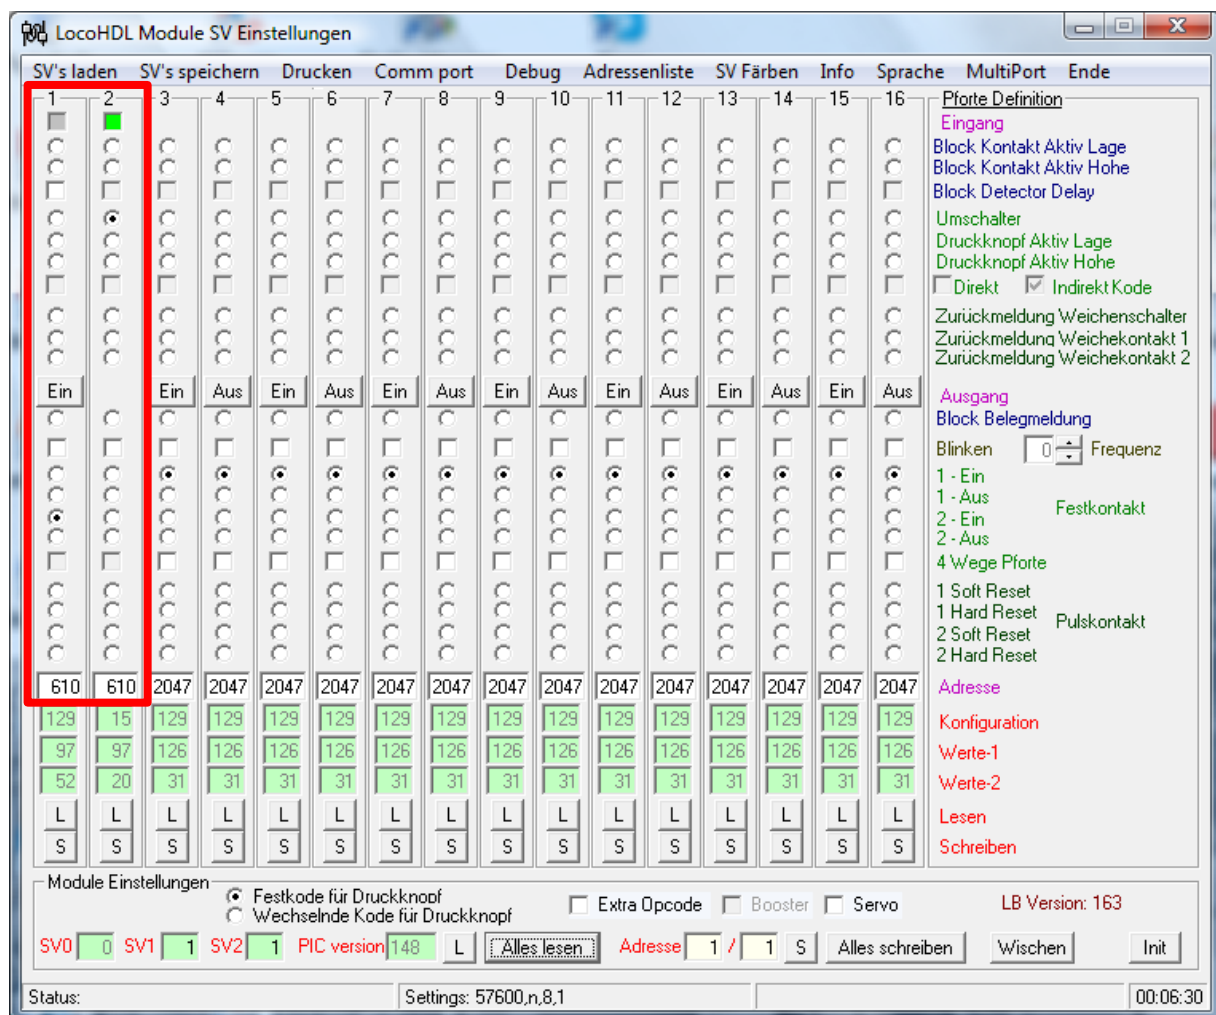 LocoHDL Module SV Einstellungen
SV's laden SV's speichern Drucken Comm port Debug Adressenliste SV Färben Info Sprache MultiPort Ende
1 2 3 4 5 6 7 8 9 10 11 12 13 14 15 16 Pforte Definition
Eingang
Block Kontakt Aktiv Lage
Block Kontakt Aktiv Hohe
Block Detector Delay
Umschalter
Druckknopf Aktiv Lage
Druckknopf Aktiv Hohe
Direkt Indirekt Kode
Zurückmeldung Weichenschalter
Zurückmeldung Weichekontakt 1
Zurückmeldung Weichekontakt 2
Ein Ein Aus Ein Aus Ein Aus Ein Aus Ein Aus Ein Aus Ein Aus
Ausgang
Block Belegmeldung
Blinken 0 Frequenz
1 - Ein
1 - Aus
Festkontakt
2 - Ein
2 - Aus
4 Wege Pforte
1 Soft Reset
1 Hard Reset
Pulskontakt
2 Soft Reset
2 Hard Reset
610 610 2047 2047 2047 2047 2047 2047 2047 2047 2047 2047 2047 2047 2047 2047 Adresse
129 15 129 129 129 129 129 129 129 129 129 129 129 129 129 129 Konfiguration
97 97 126 126 126 126 126 126 126 126 126 126 126 126 126 126 Werte-1
52 20 31 31 31 31 31 31 31 31 31 31 31 31 31 31 Werte-2
L L L L L L L L L L L L L L L L Lesen
S S S S S S S S S S S S S S S S Schreiben
Module Einstellungen
Festkode für Druckknopf
Wechselnde Kode für Druckknopf
Extra Opcode Booster Servo LB Version: 163
SV0 0 SV1 1 SV2 1 PIC version 148 L Alles lesen Adresse 1 / 1 S Alles schreiben Wischen Init
Status: Settings: 57600,n,8,1 00:06:30